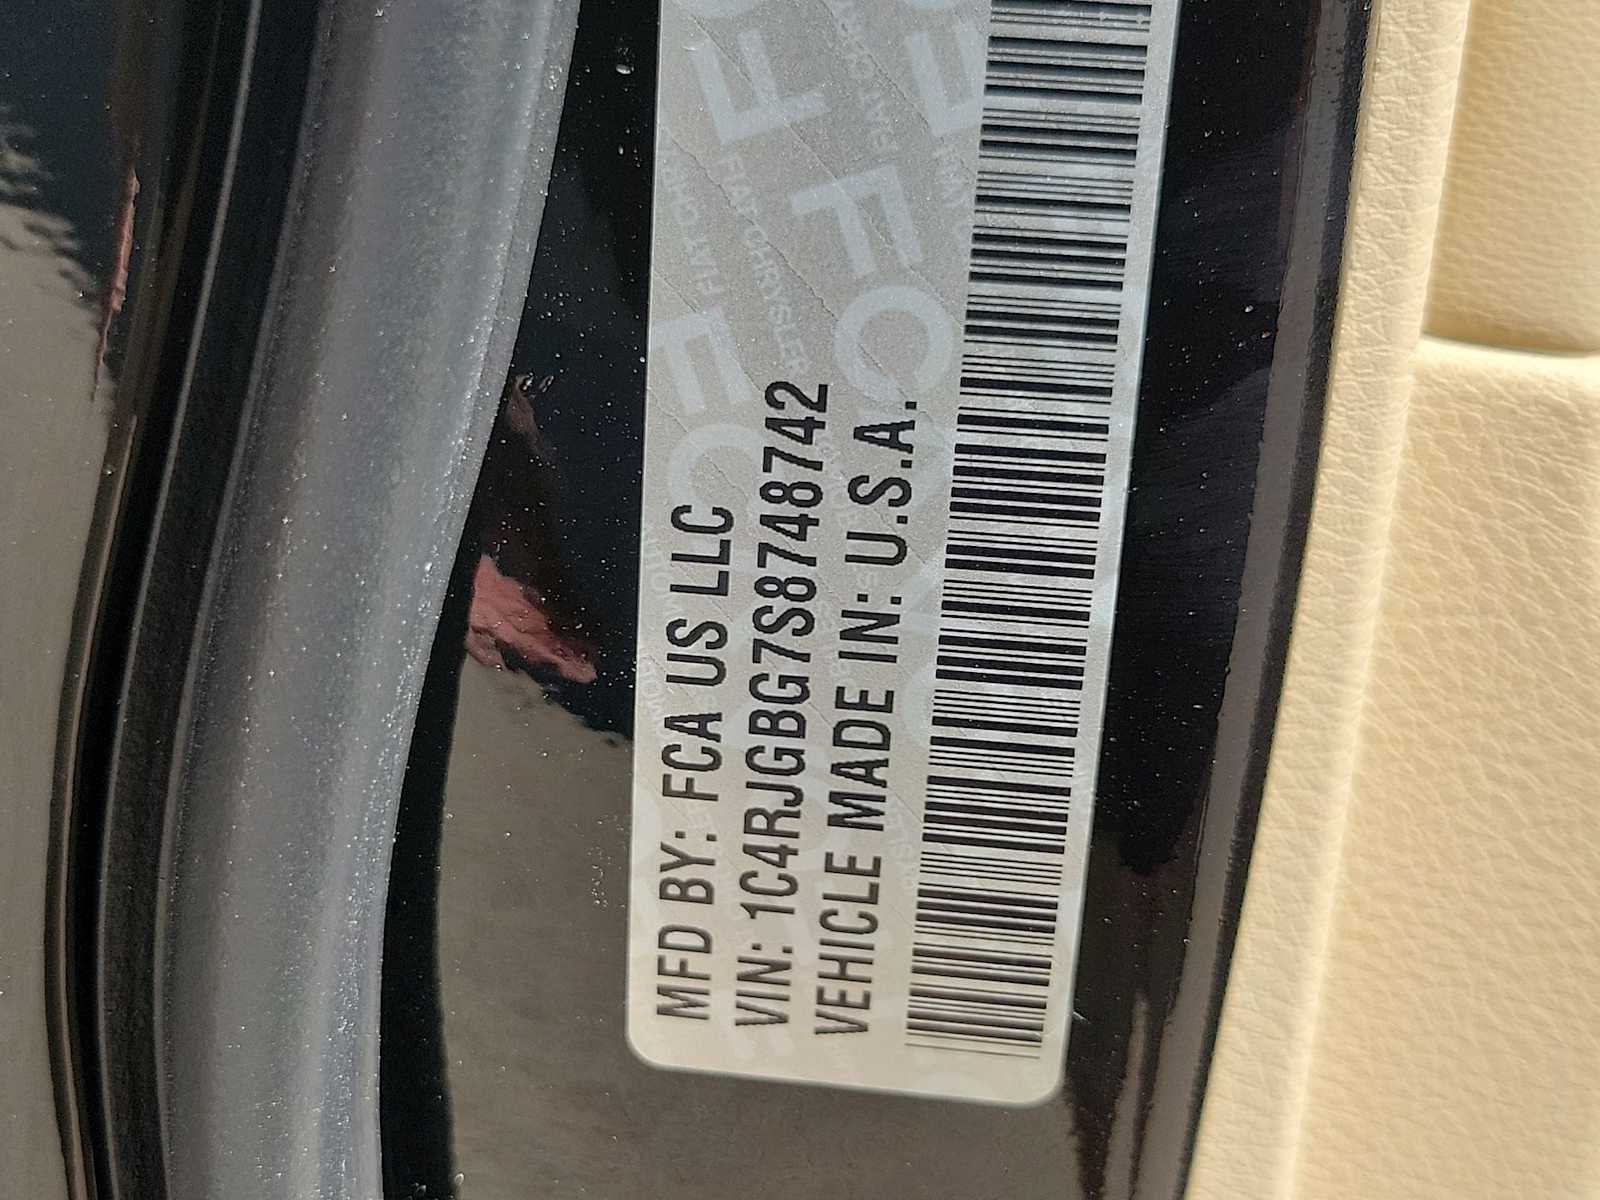 MFD BY: FCA US LLC
VIN: 1C4RJGBG7S8748742
VEHICLE MADE IN: U.S.A.